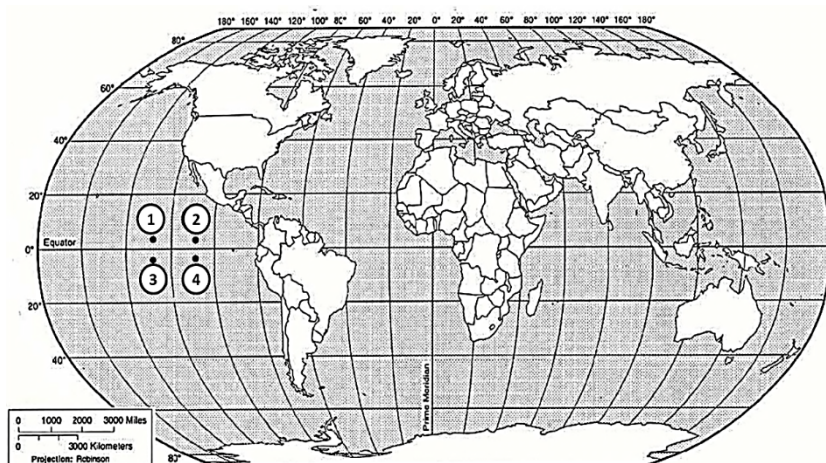 180° 160° 140° 120° 100° 80° 60° 40° 20° 0° 20° 40° 60° 80° 100° 120° 140° 160° 180°
80°
60°
40°
20°
1 2
Equator
0°
3 4
20°
40°
Prime Meridian
0 1000 2000 3000 Miles
0 3000 Kilometers
Projection: Robinson
80°